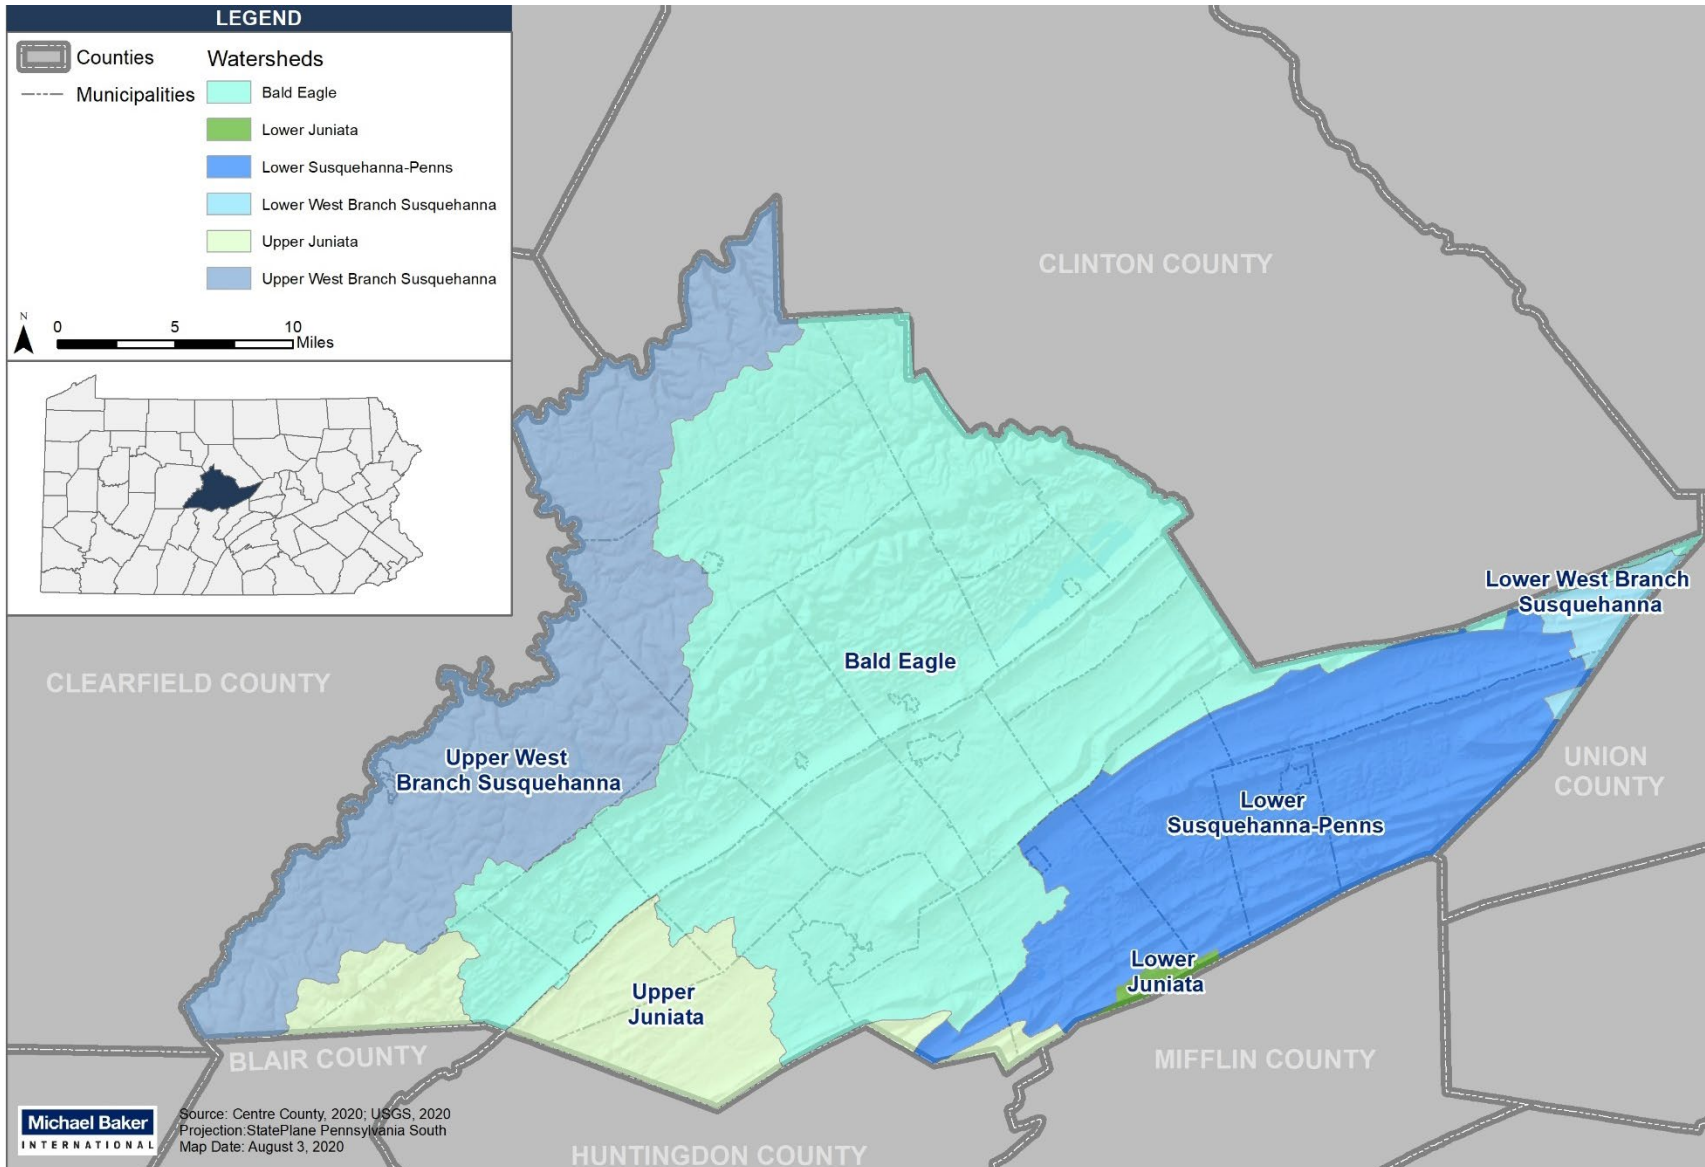 LEGEND
Counties
Municipalities
Watersheds
Bald Eagle
Lower Juniata
Lower Susquehanna-Penns
Lower West Branch Susquehanna
Upper Juniata
Upper West Branch Susquehanna
N
0 5 10
Miles
CLINTON COUNTY
Lower West Branch
Susquehanna
Bald Eagle
CLEARFIELD COUNTY
Upper West
Branch Susquehanna
UNION
COUNTY
Lower
Susquehanna-Penns
Lower
Juniata
Upper
Juniata
BLAIR COUNTY
MIFFLIN COUNTY
HUNTINGDON COUNTY
Michael Baker
INTERNATIONAL
Source: Centre County, 2020; USGS, 2020
Projection:StatePlane Pennsylvania South
Map Date: August 3, 2020